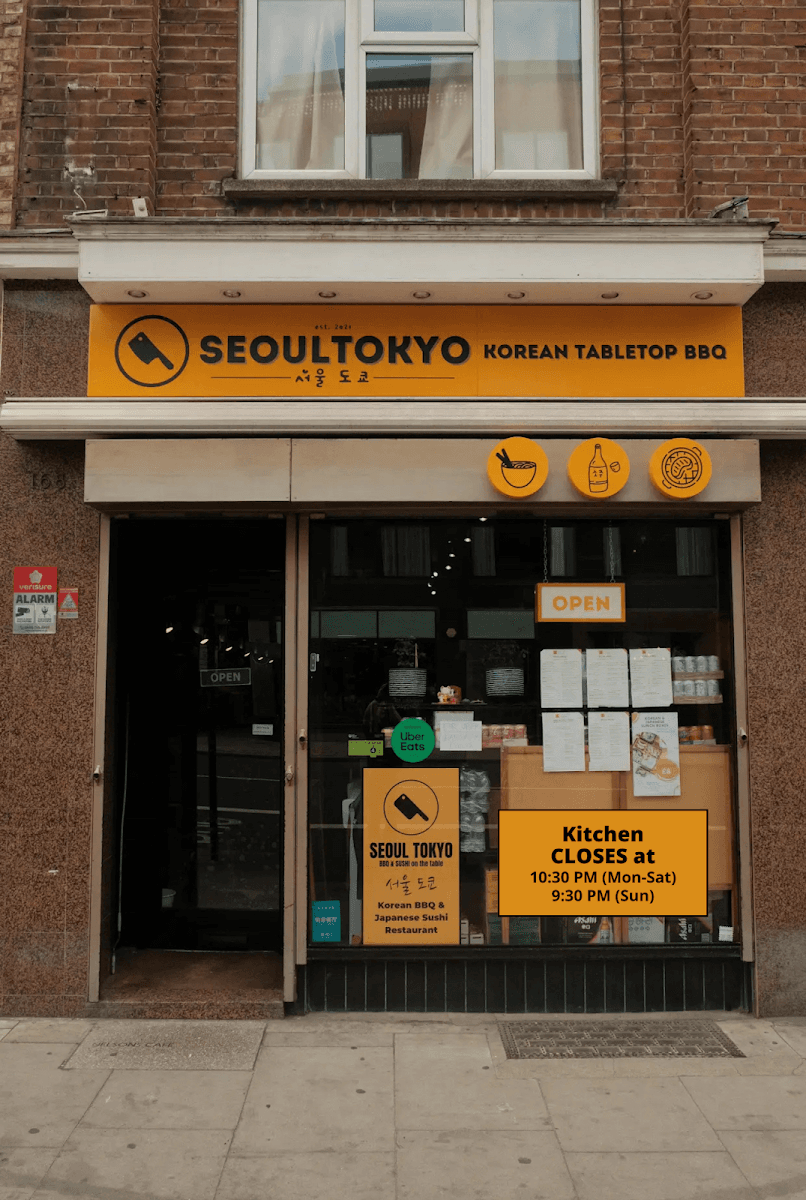 est. 2021
SEOULTOKYO
서울 도쿄
KOREAN TABLETOP BBQ
168
verisure
ALARM
OPEN
OPEN
Uber
Eats
SEOUL TOKYO
BBQ & SUSHI on the table
서울 도쿄
Korean BBQ &
Japanese Sushi
Restaurant
Kitchen
CLOSES at
10:30 PM (Mon-Sat)
9:30 PM (Sun)
Asahi